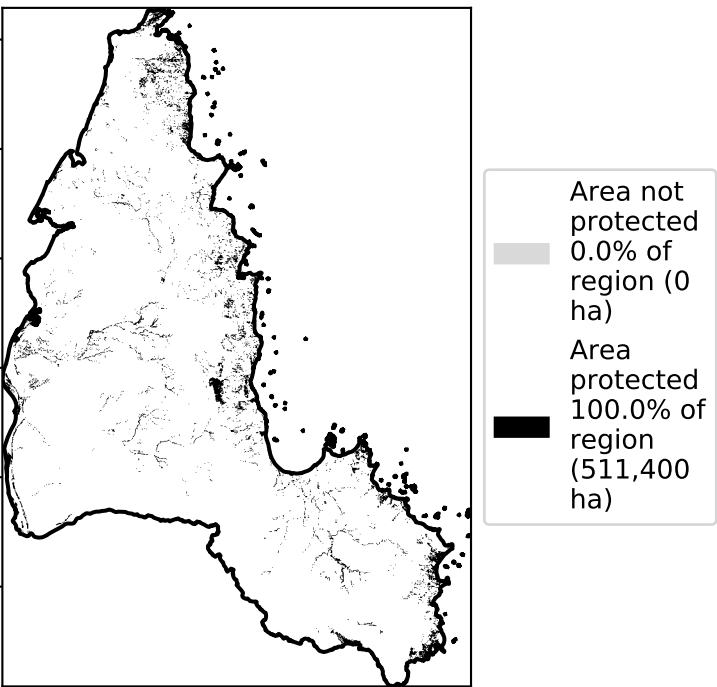 Area not
protected
0.0% of
region (0
ha)
Area
protected
100.0% of
region
(511,400
ha)